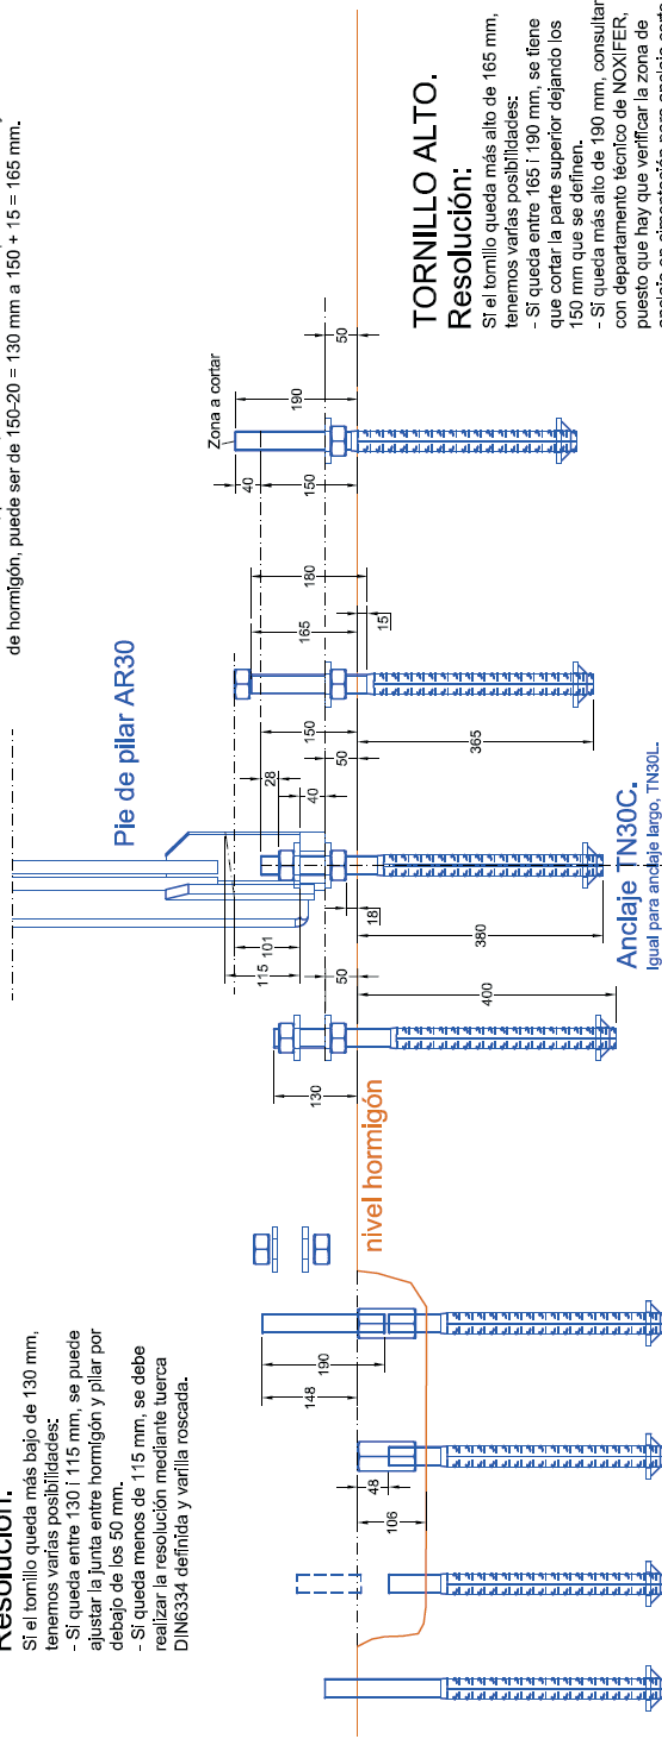 de hormigón, puede ser de 150-20 = 130 mm a 150 + 15 = 165 mm.
Resolución:
Si el tornillo queda más bajo de 130 mm,
tenemos varias posibilidades:
- Si queda entre 130 i 115 mm, se puede
ajustar la junta entre hormigón y pilar por
debajo de los 50 mm.
- Si queda menos de 115 mm, se debe
realizar la resolución mediante tuerca
DIN6334 definida y varilla roscada.
148
190
48
106
nivel hormigón
130
50
400
115
101
18
380
Pie de pilar AR30
28
40
150
50
165
180
15
365
Anclaje TN30C.
Igual para anclaje largo, TN30L.
Zona a cortar
40
150
190
50
TORNILLO ALTO.
Resolución:
Si el tornillo queda más alto de 165 mm,
tenemos varias posibilidades:
- Si queda entre 165 i 190 mm, se tiene
que cortar la parte superior dejando los
150 mm que se definen.
- Si queda más alto de 190 mm, consultar
con departamento técnico de NOXIFER,
puesto que hay que verificar la zona de